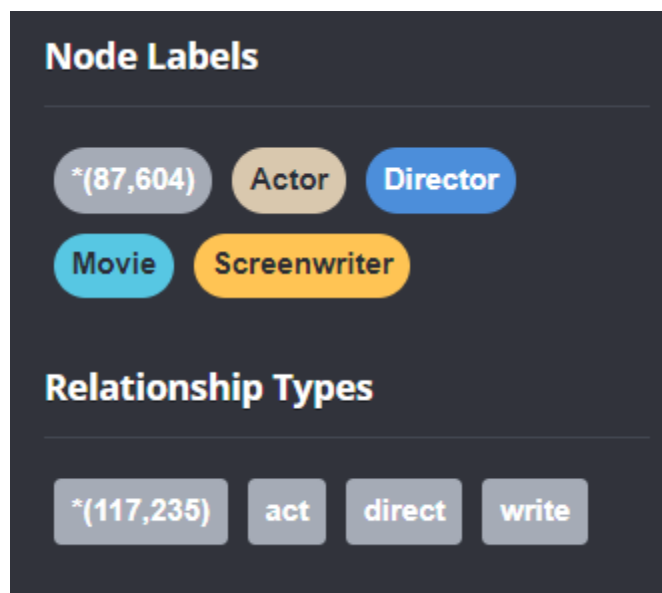 Node Labels
*(87,604) Actor Director
Movie Screenwriter
Relationship Types
*(117,235) act direct write